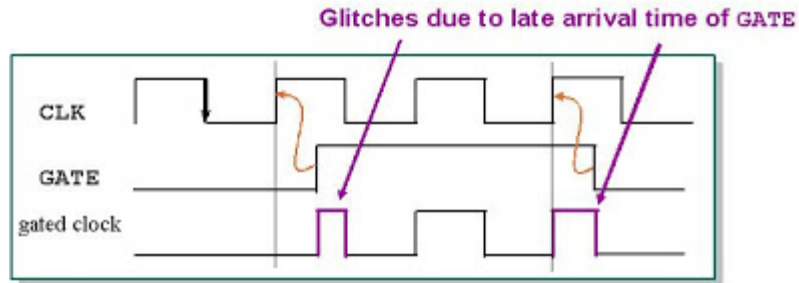 Glitches due to late arrival time of GATE
CLK
GATE
gated clock